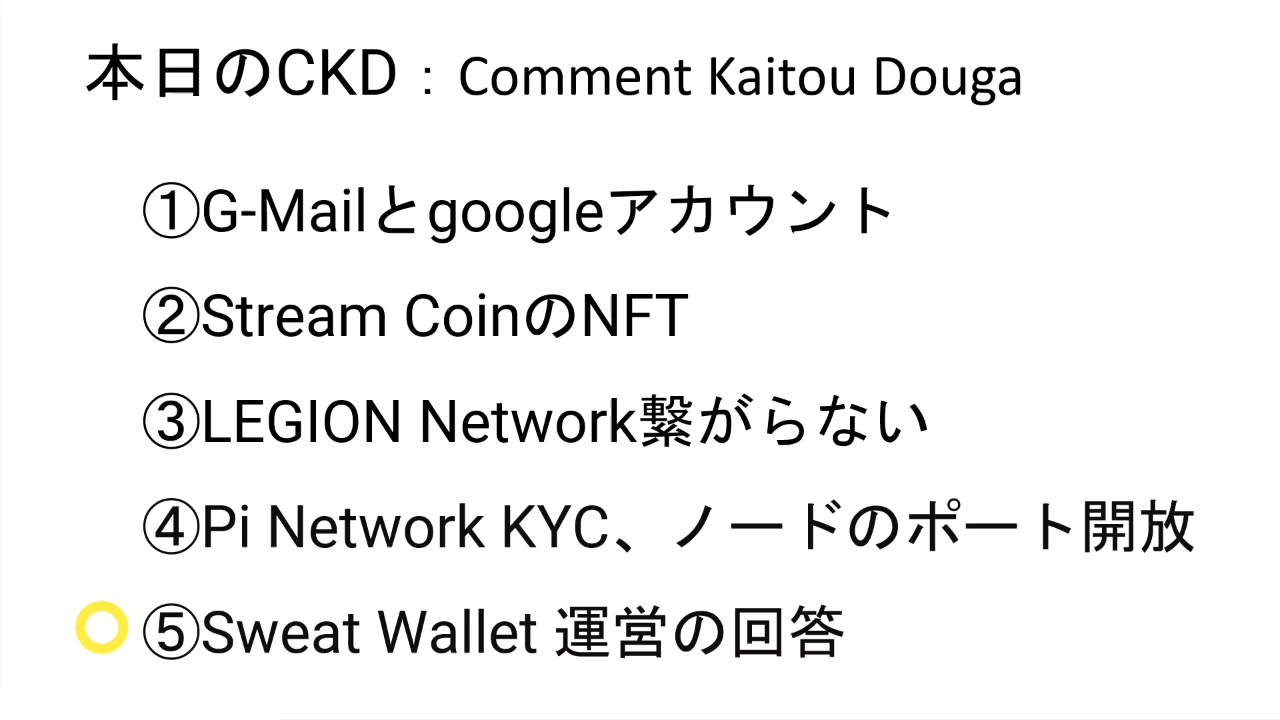 本日のCKD：Comment Kaitou Douga
①G-Mailとgoogleアカウント
②Stream CoinのNFT
③LEGION Network繋がらない
④Pi Network KYC、ノードのポート開放
⑤Sweat Wallet 運営の回答